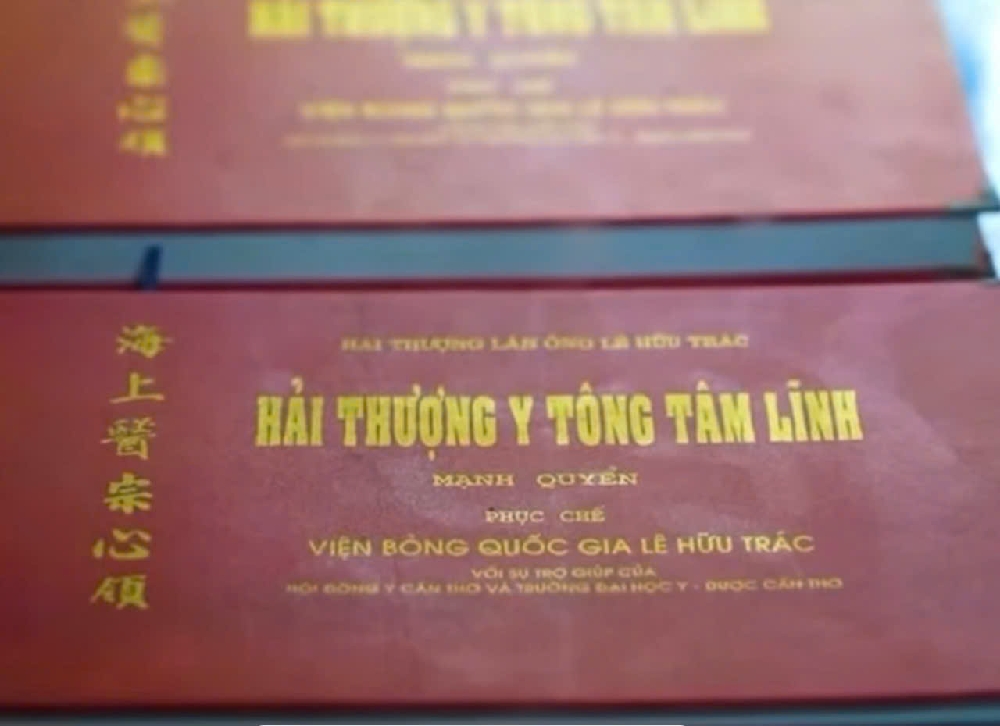 HẢI THƯỢNG Y TÔNG TÂM LĨNH
海上醫宗心領
HẢI THƯỢNG LÃN ÔNG LÊ HỮU TRÁC
HẢI THƯỢNG Y TÔNG TÂM LĨNH
MẠNH QUYỂN
PHỤC CHẾ
VIỆN BỎNG QUỐC GIA LÊ HỮU TRÁC
VỚI SỰ TRỢ GIÚP CỦA
HỘI ĐÔNG Y CẦN THƠ VÀ TRƯỜNG ĐẠI HỌC Y - DƯỢC CẦN THƠ